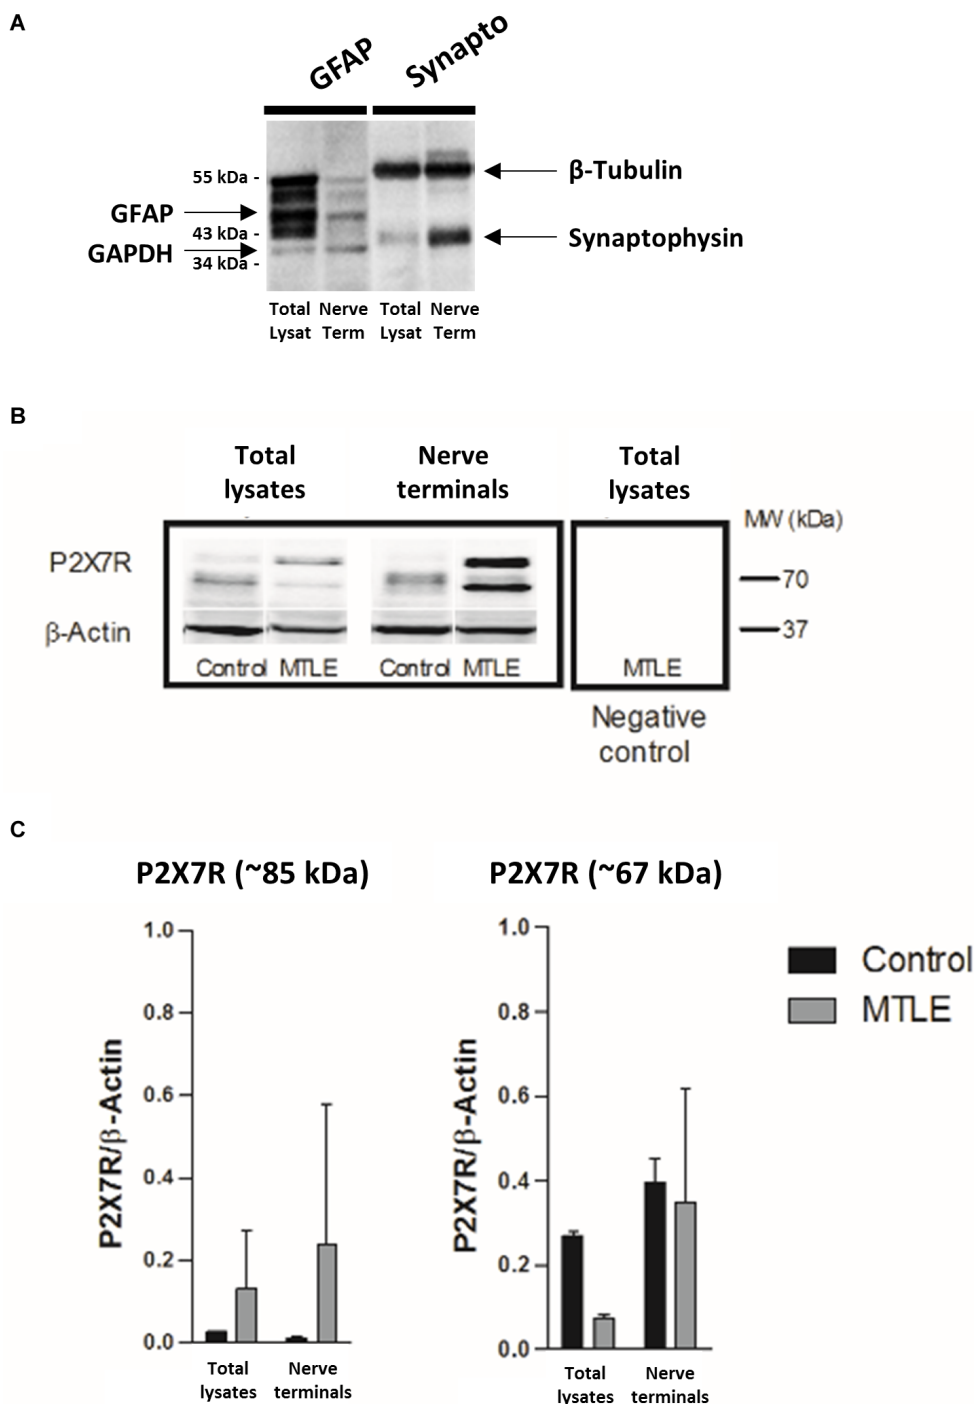 A
GFAP Synapto
55 kDa -
GFAP
43 kDa -
GAPDH
34 kDa -
β-Tubulin
Synaptophysin
Total Nerve Total Nerve
Lysat Term Lysat Term
B
Total Nerve Total
lysates terminals lysates
MW (kDa)
P2X7R
70
β-Actin
37
Control MTLE Control MTLE MTLE
Negative
control
C
P2X7R (~85 kDa) P2X7R (~67 kDa)
1.0
0.8
0.6
0.4
0.2
0.0
P2X7R/β-Actin
Total Nerve
lysates terminals
1.0
0.8
0.6
0.4
0.2
0.0
P2X7R/β-Actin
Total Nerve
lysates terminals
Control
MTLE